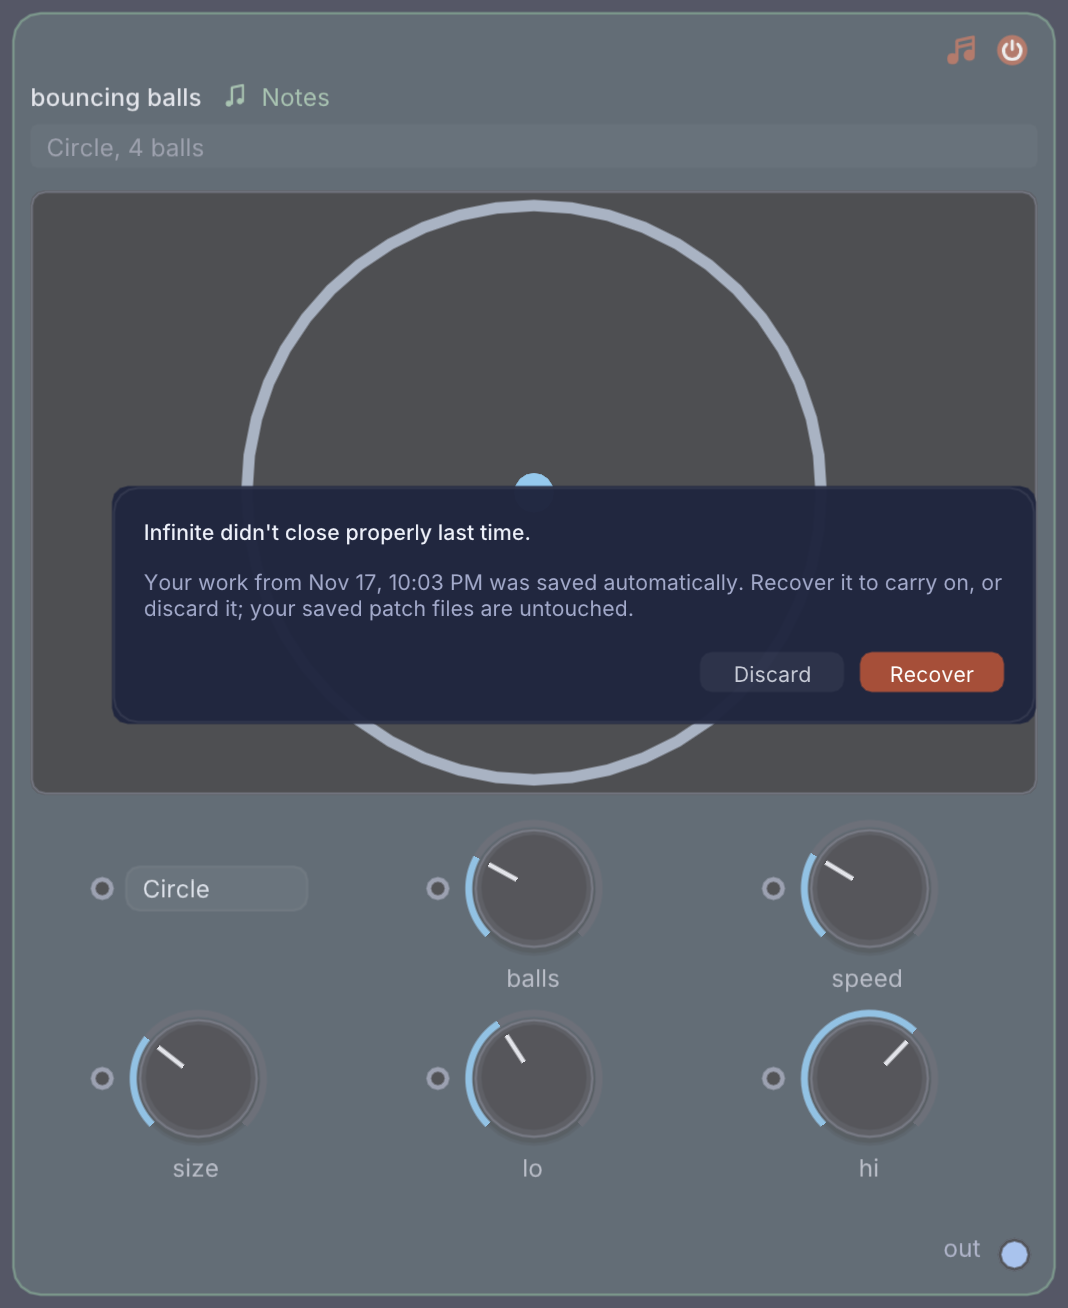 bouncing balls Notes
Circle, 4 balls
Infinite didn't close properly last time.
Your work from Nov 17, 10:03 PM was saved automatically. Recover it to carry on, or
discard it; your saved patch files are untouched.
Discard Recover
Circle
balls speed
size lo hi
out